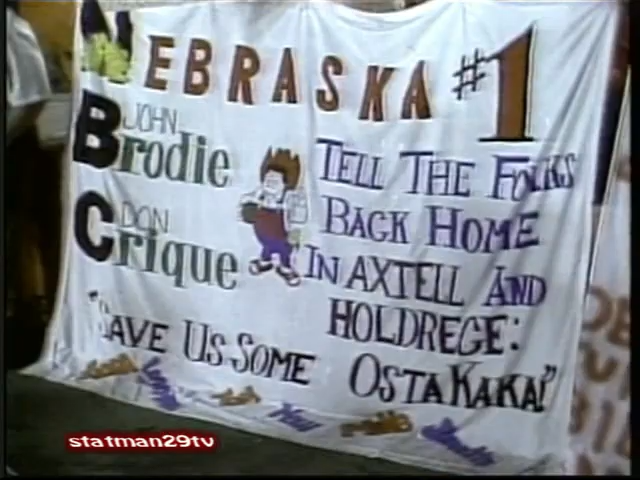 NEBRASKA #1
JOHN
Brodie
DON
Crique
TELL THE FOLKS
BACK HOME
IN AXTELL AND
HOLDREGE:
"SAVE US SOME OSTAKAKA!"
statman29tv